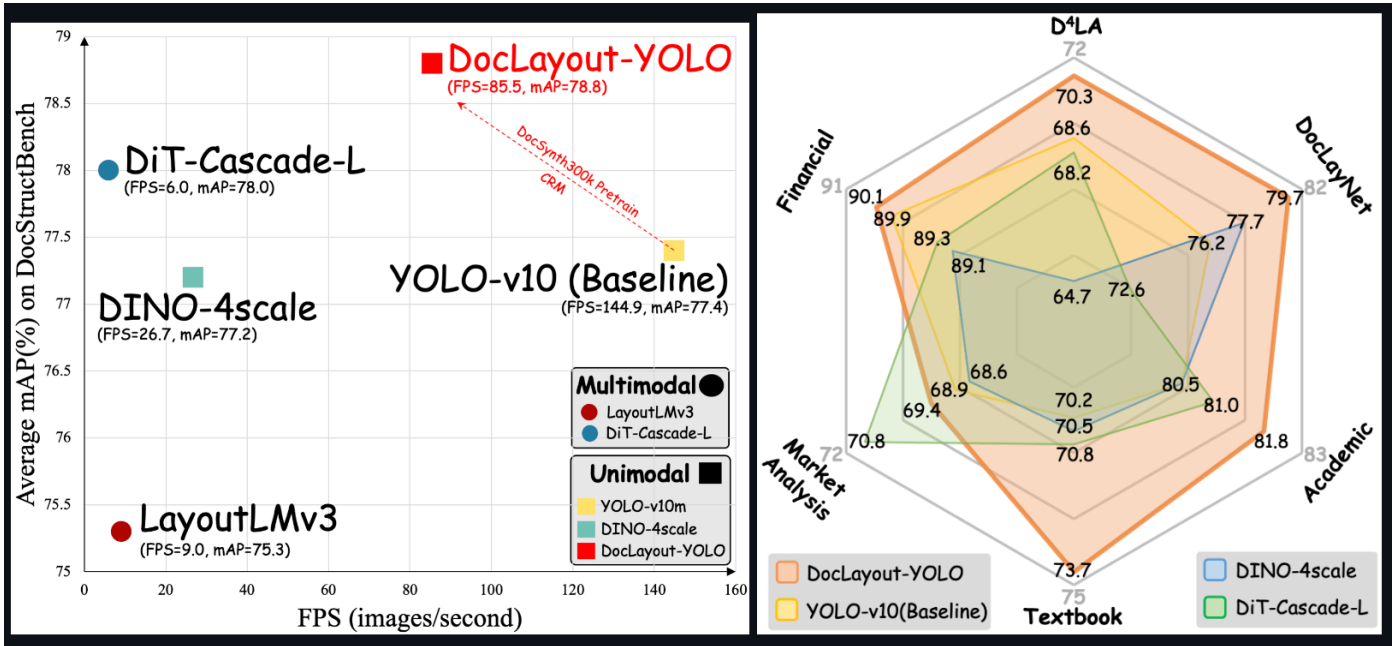 79
78.5
78
77.5
77
76.5
76
75.5
75
Average mAP(%) on DocStructBench
0
20
40
60
80
100
120
140
160
FPS (images/second)
DocLayout-YOLO
(FPS=85.5, mAP=78.8)
DocSynth300k Pretrain
CRM
DiT-Cascade-L
(FPS=6.0, mAP=78.0)
DINO-4scale
(FPS=26.7, mAP=77.2)
YOLO-v10 (Baseline)
(FPS=144.9, mAP=77.4)
LayoutLMv3
(FPS=9.0, mAP=75.3)
Multimodal
LayoutLMv3
DiT-Cascade-L
Unimodal
YOLO-v10m
DINO-4scale
DocLayout-YOLO
D⁴LA
72
70.3
68.6
68.2
64.7
DocLayNet
82
79.7
77.7
76.2
72.6
Financial
91
90.1
89.9
89.3
89.1
Market
Analysis
72
70.8
69.4
68.9
68.6
Academic
83
81.8
81.0
80.5
70.2
70.5
70.8
73.7
75
Textbook
DocLayout-YOLO
YOLO-v10(Baseline)
DINO-4scale
DiT-Cascade-L